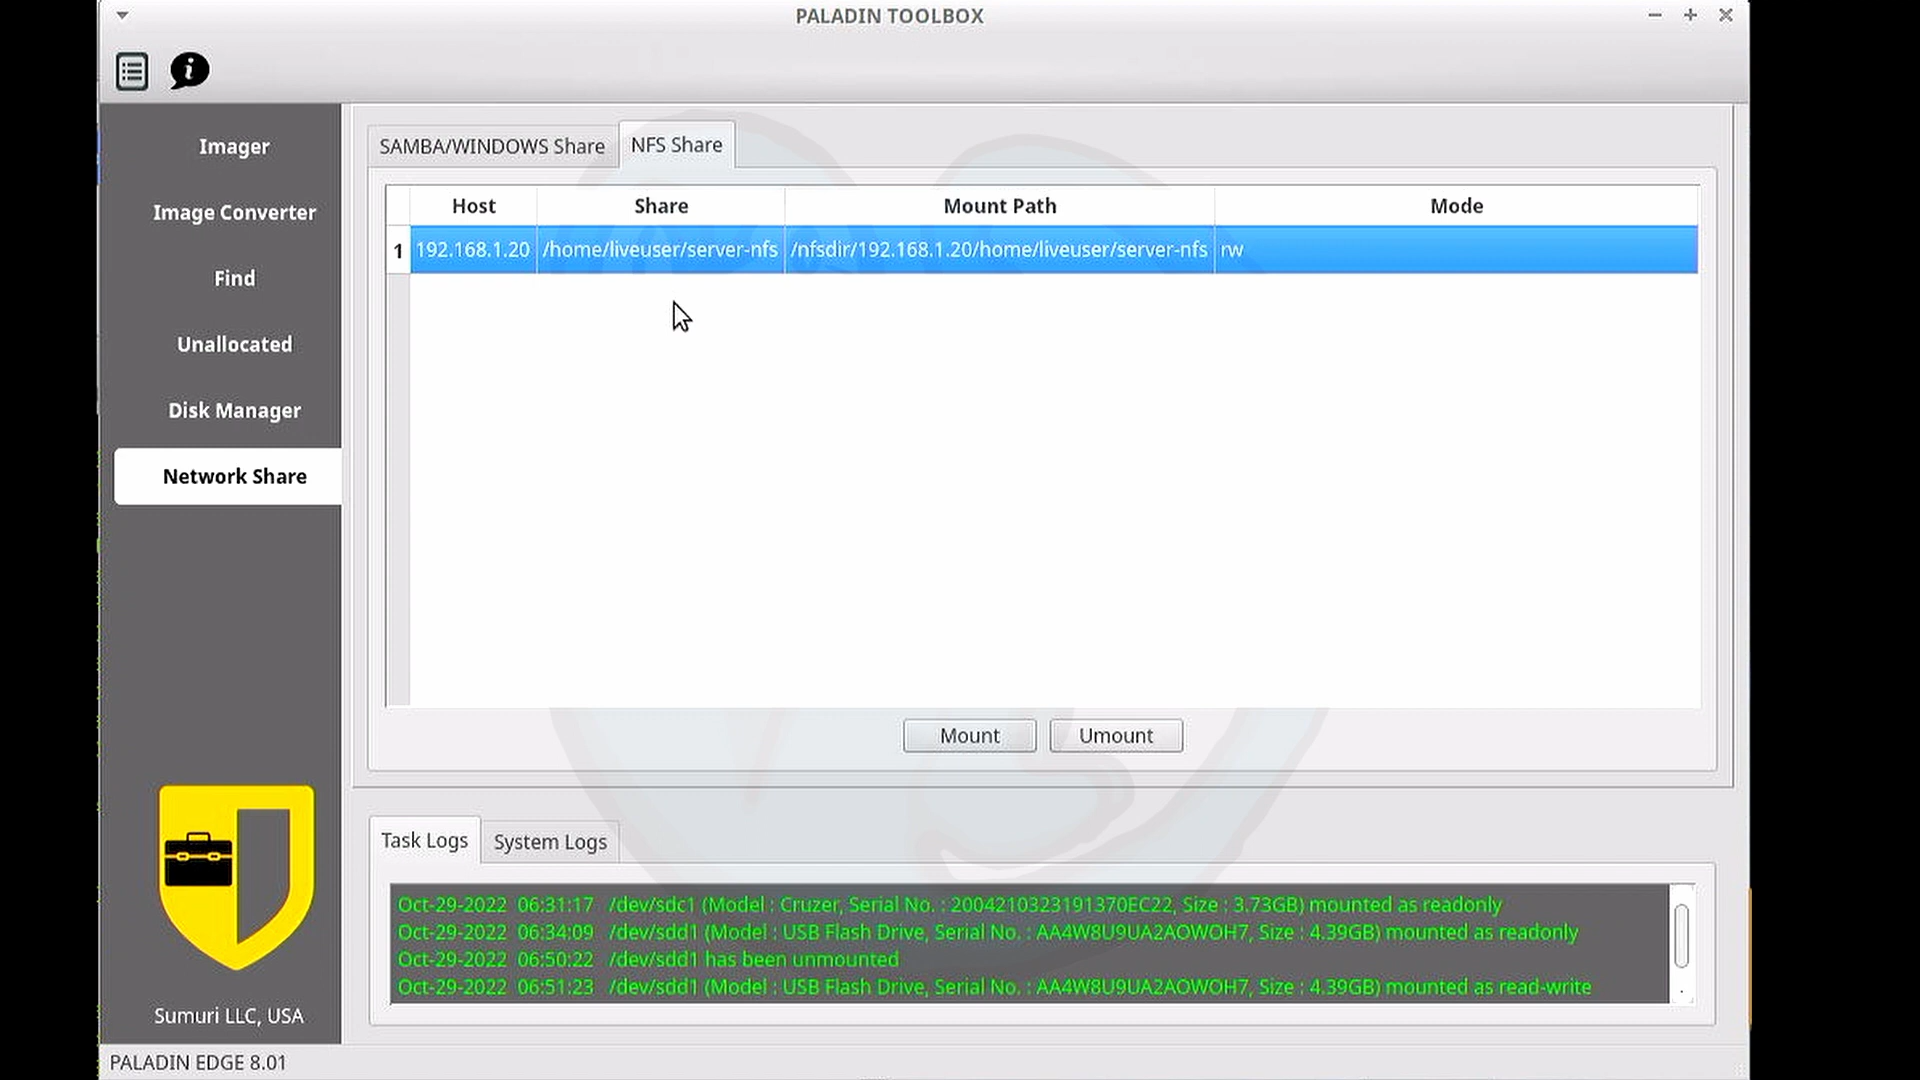 PALADIN TOOLBOX
Imager
Image Converter
Find
Unallocated
Disk Manager
Network Share
SAMBA/WINDOWS Share
NFS Share
Host Share Mount Path Mode
1 192.168.1.20 /home/liveuser/server-nfs /nfsdir/192.168.1.20/home/liveuser/server-nfs rw
Mount Umount
Task Logs System Logs
Oct-29-2022 06:31:17 /dev/sdc1 (Model : Cruzer, Serial No. : 2004210323191370EC22, Size : 3.73GB) mounted as readonly
Oct-29-2022 06:34:09 /dev/sdd1 (Model : USB Flash Drive, Serial No. : AA4W8U9UA2AOWOH7, Size : 4.39GB) mounted as readonly
Oct-29-2022 06:50:22 /dev/sdd1 has been unmounted
Oct-29-2022 06:51:23 /dev/sdd1 (Model : USB Flash Drive, Serial No. : AA4W8U9UA2AOWOH7, Size : 4.39GB) mounted as read-write
Sumuri LLC, USA
PALADIN EDGE 8.01